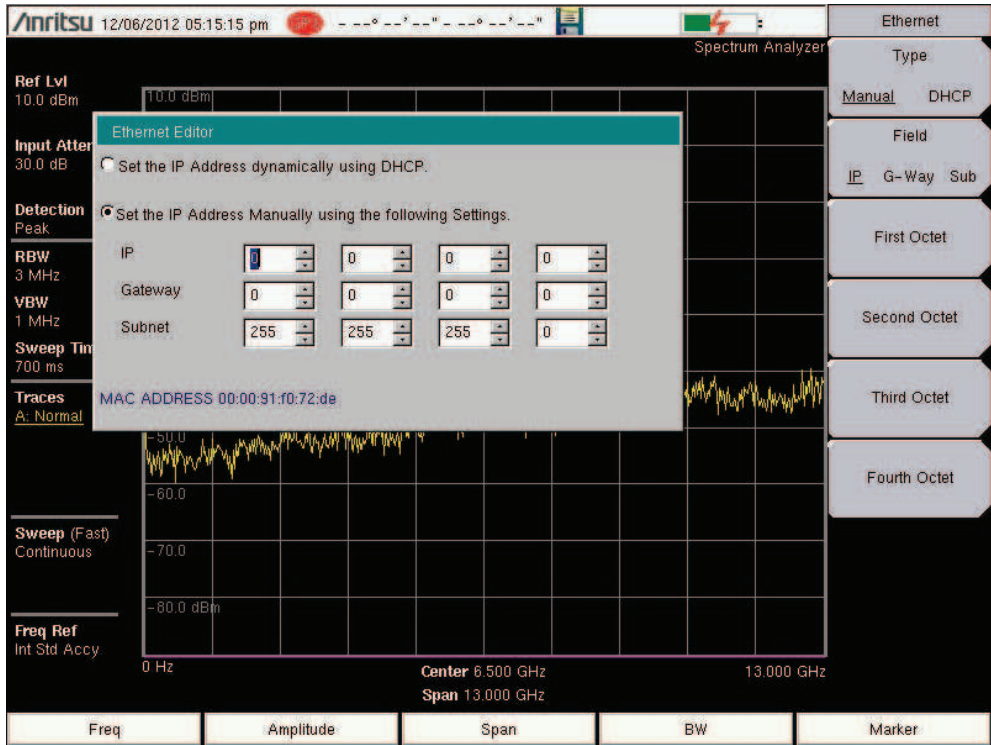 Anritsu 12/06/2012 05:15:15 pm
- --° --'--" - --° --'--"
Ethernet
Spectrum Analyzer
Type
Manual DHCP
Field
IP G-Way Sub
First Octet
Second Octet
Third Octet
Fourth Octet
Ref Lvl
10.0 dBm
Input Atten
30.0 dB
Detection
Peak
RBW
3 MHz
VBW
1 MHz
Sweep Tim
700 ms
Traces
A: Normal
Sweep (Fast)
Continuous
Freq Ref
Int Std Accy
10.0 dBm
Ethernet Editor
Set the IP Address dynamically using DHCP.
Set the IP Address Manually using the following Settings.
IP 0 0 0 0
Gateway 0 0 0 0
Subnet 255 255 255 0
MAC ADDRESS 00:00:91:f0:72:de
-50.0
-60.0
-70.0
-80.0 dBm
0 Hz Center 6.500 GHz 13.000 GHz
Span 13.000 GHz
Freq Amplitude Span BW Marker